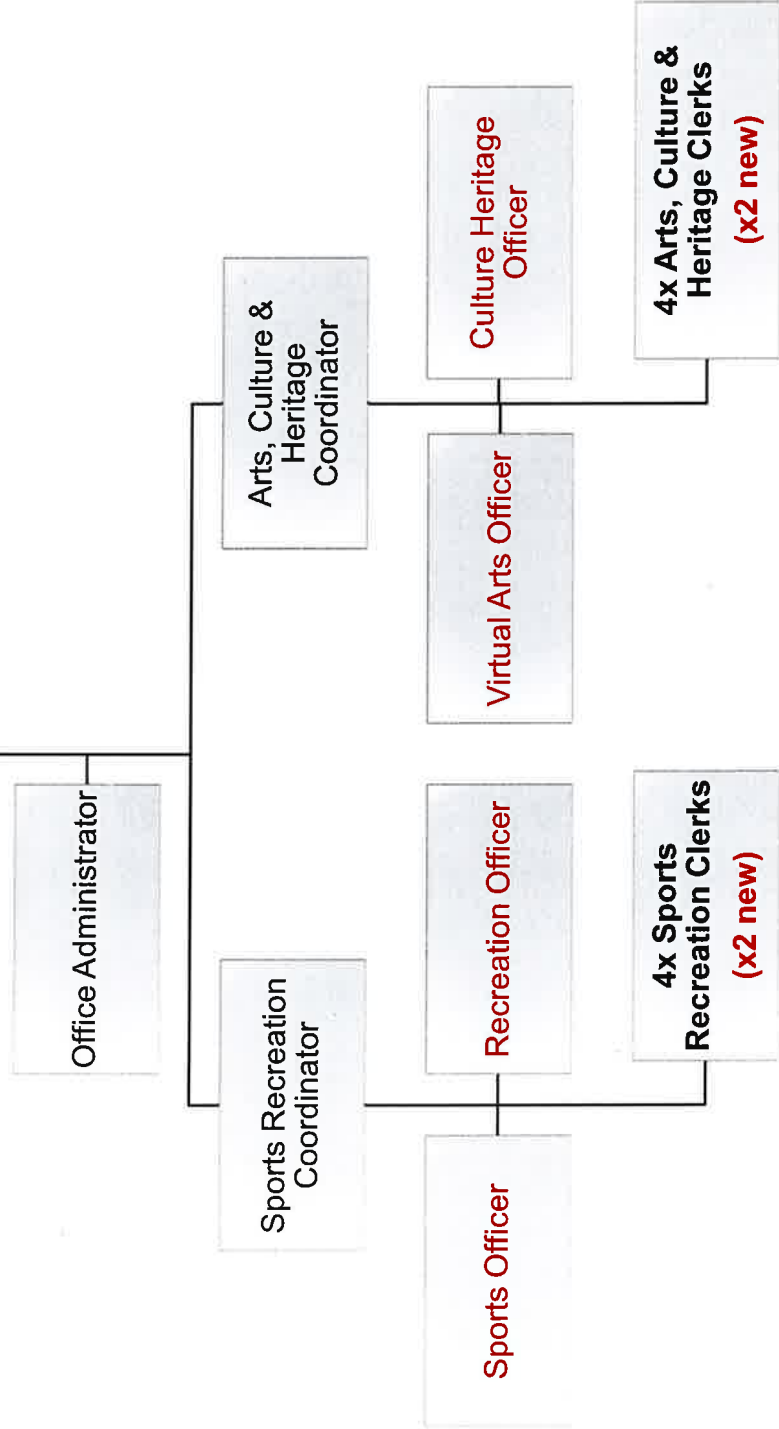 Office Administrator
Sports Recreation
Coordinator
Arts, Culture &
Heritage
Coordinator
Sports Officer
Recreation Officer
Virtual Arts Officer
Culture Heritage
Officer
4x Sports
Recreation Clerks
(x2 new)
4x Arts, Culture &
Heritage Clerks
(x2 new)